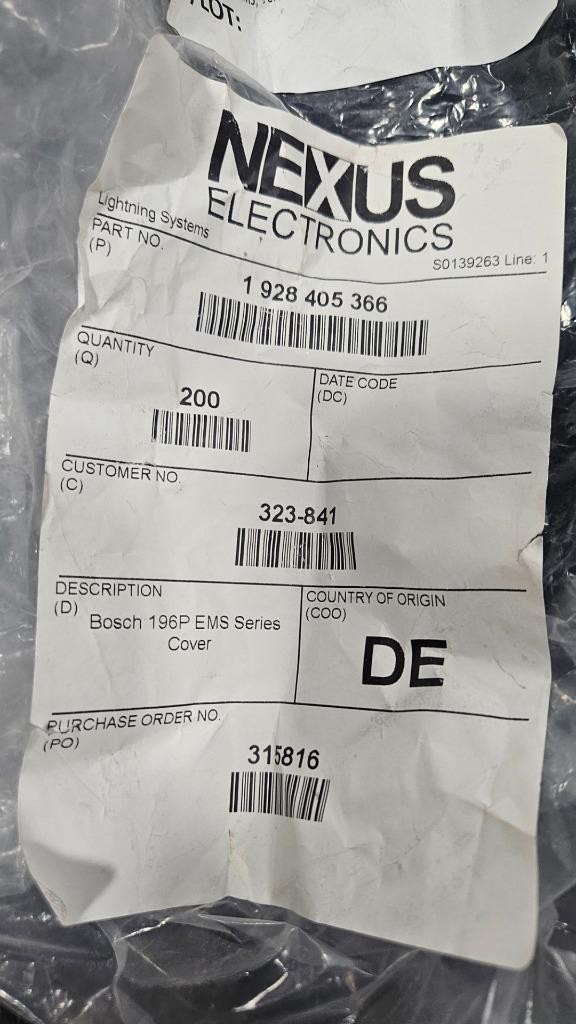 LOT:
NEXUS
ELECTRONICS
Lightning Systems
S0139263 Line: 1
PART NO.
(P)
1 928 405 366
QUANTITY
(Q)
200
DATE CODE
(DC)
CUSTOMER NO.
(C)
323-841
DESCRIPTION
(D)
Bosch 196P EMS Series
Cover
COUNTRY OF ORIGIN
(COO)
DE
PURCHASE ORDER NO.
(PO)
315816